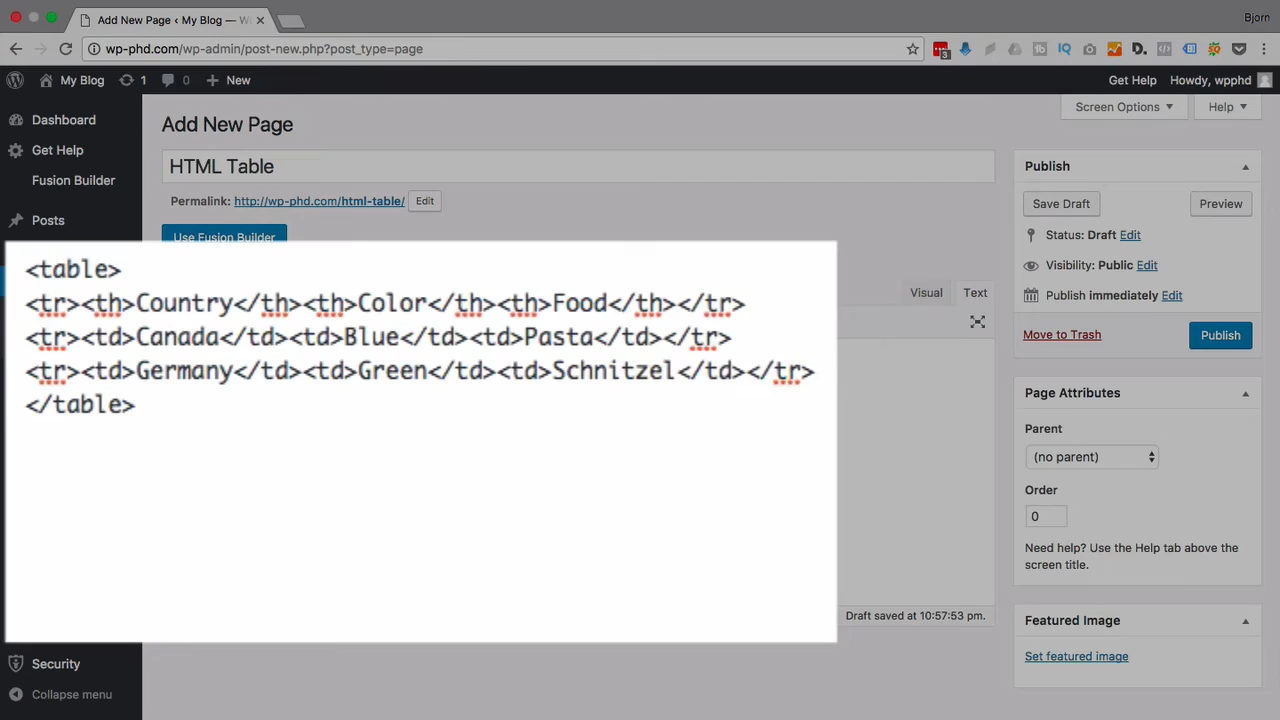 Add New Page ‹ My Blog — W
Bjorn
wp-phd.com/wp-admin/post-new.php?post_type=page
3
My Blog
1
0
New
Get Help
Howdy, wpphd
Dashboard
Get Help
Fusion Builder
Posts
Security
Collapse menu
Screen Options
Help
Add New Page
HTML Table
Permalink: http://wp-phd.com/html-table/
Edit
Use Fusion Builder
Visual
Text
<table>
<tr><th>Country</th><th>Color</th><th>Food</th></tr>
<tr><td>Canada</td><td>Blue</td><td>Pasta</td></tr>
<tr><td>Germany</td><td>Green</td><td>Schnitzel</td></tr>
</table>
Draft saved at 10:57:53 pm.
Publish
Save Draft
Preview
Status: Draft Edit
Visibility: Public Edit
Publish immediately Edit
Move to Trash
Publish
Page Attributes
Parent
(no parent)
Order
0
Need help? Use the Help tab above the
screen title.
Featured Image
Set featured image